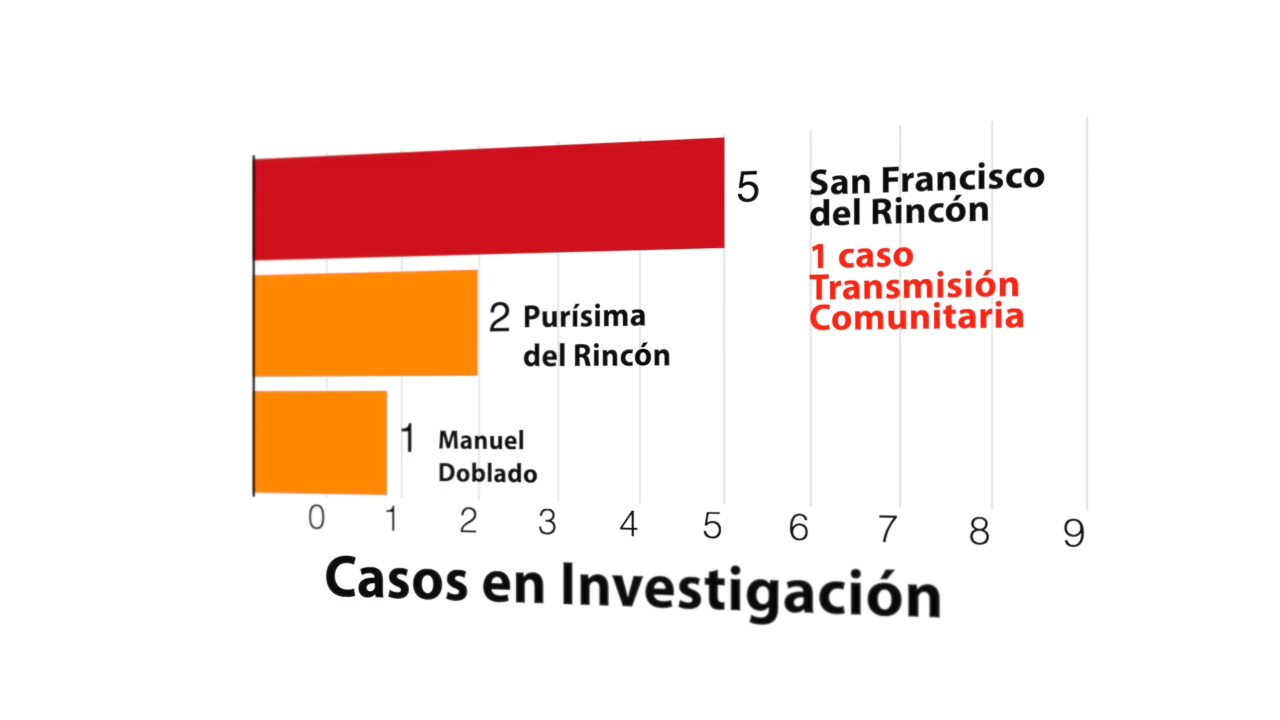 5
San Francisco
del Rincón
1 caso
Transmisión
Comunitaria
2
Purísima
del Rincón
1
Manuel
Doblado
0 1 2 3 4 5 6 7 8 9
Casos en Investigación